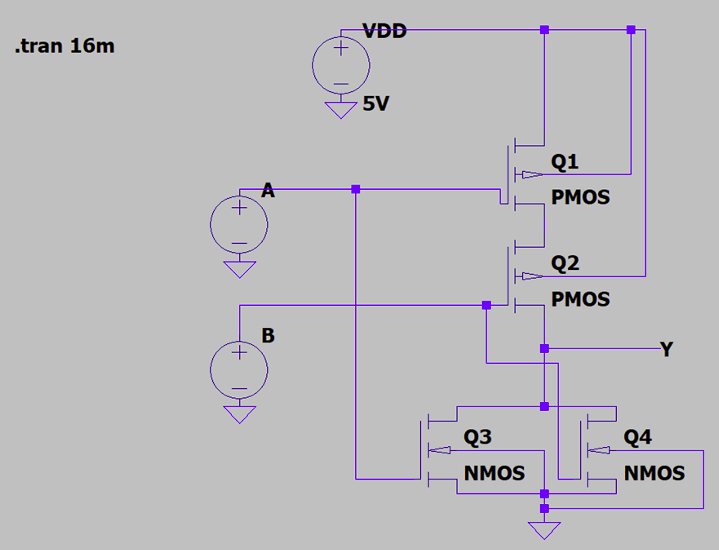 VDD
.tran 16m
5V
Q1
A
PMOS
Q2
PMOS
B
Y
Q3
Q4
NMOS
NMOS